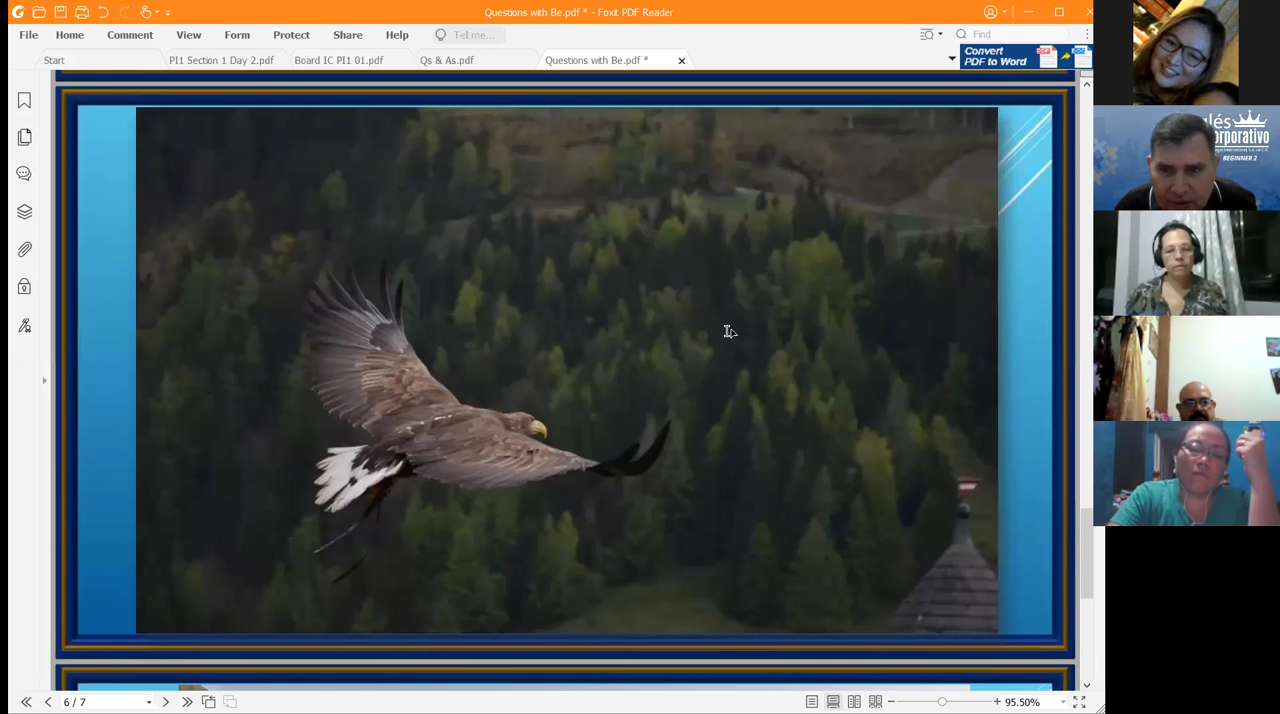 Questions with Be.pdf * - Foxit PDF Reader
File Home Comment View Form Protect Share Help Tell me... Find
Start PI1 Section 1 Day 2.pdf Board IC PI1 01.pdf Qs & As.pdf Questions with Be.pdf *
Convert
PDF to Word
glés
orporativo
BEGINNER 2
6 / 7
95.50%